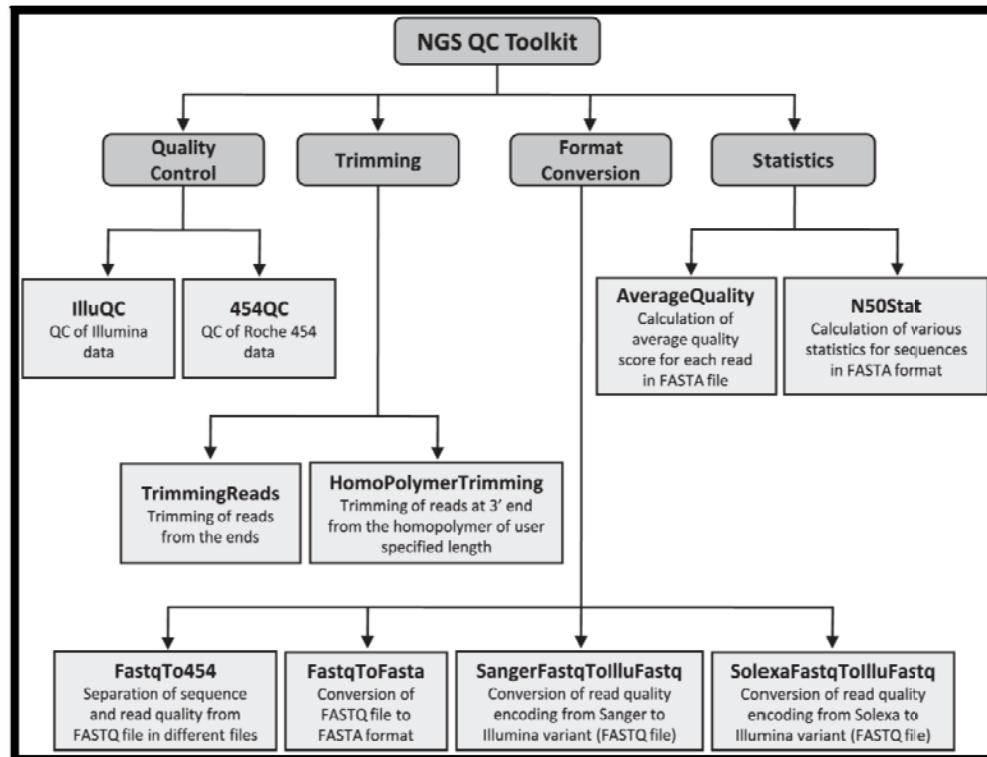 NGS QC Toolkit
Quality
Control
Trimming
Format
Conversion
Statistics
IlluQC
QC of Illumina
data
454QC
QC of Roche 454
data
AverageQuality
Calculation of
average quality
score for each read
in FASTA file
N50Stat
Calculation of various
statistics for sequences
in FASTA format
TrimmingReads
Trimming of reads
from the ends
HomoPolymerTrimming
Trimming of reads at 3’ end
from the homopolymer of user
specified length
FastqTo454
Separation of sequence
and read quality from
FASTQ file in different files
FastqToFasta
Conversion of
FASTQ file to
FASTA format
SangerFastqToIlluFastq
Conversion of read quality
encoding from Sanger to
Illumina variant (FASTQ file)
SolexaFastqToIlluFastq
Conversion of read quality
encoding from Solexa to
Illumina variant (FASTQ file)